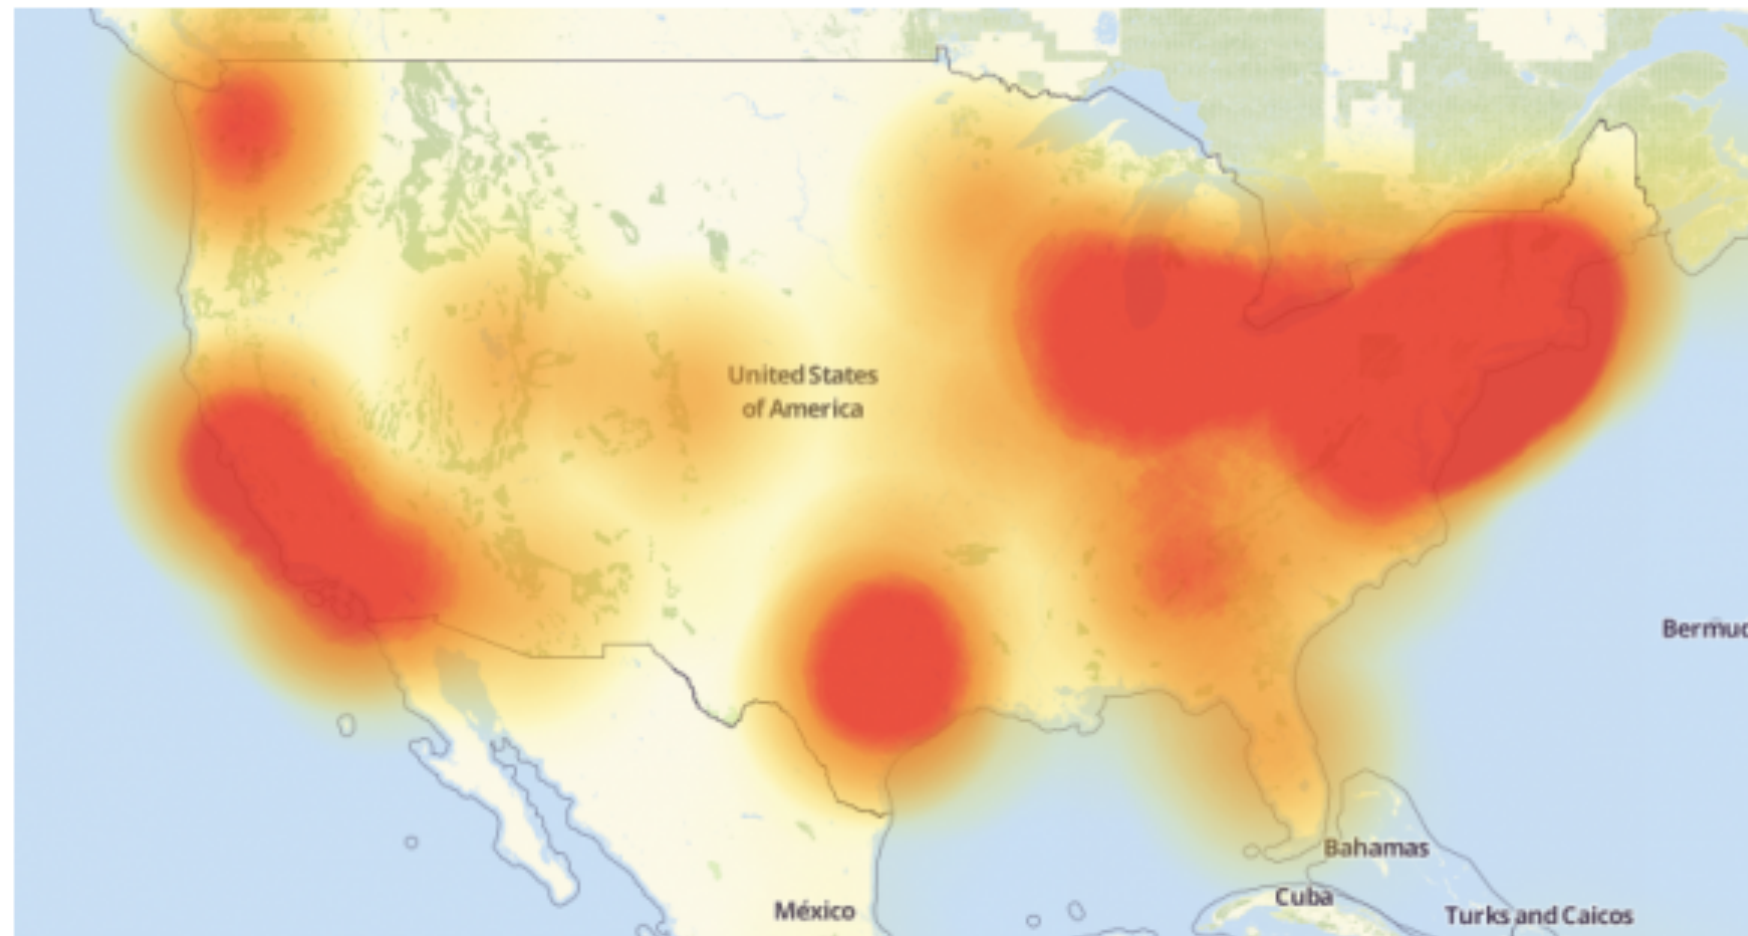 United States
of America
Bermud
Bahamas
Cuba
México
Turks and Caicos